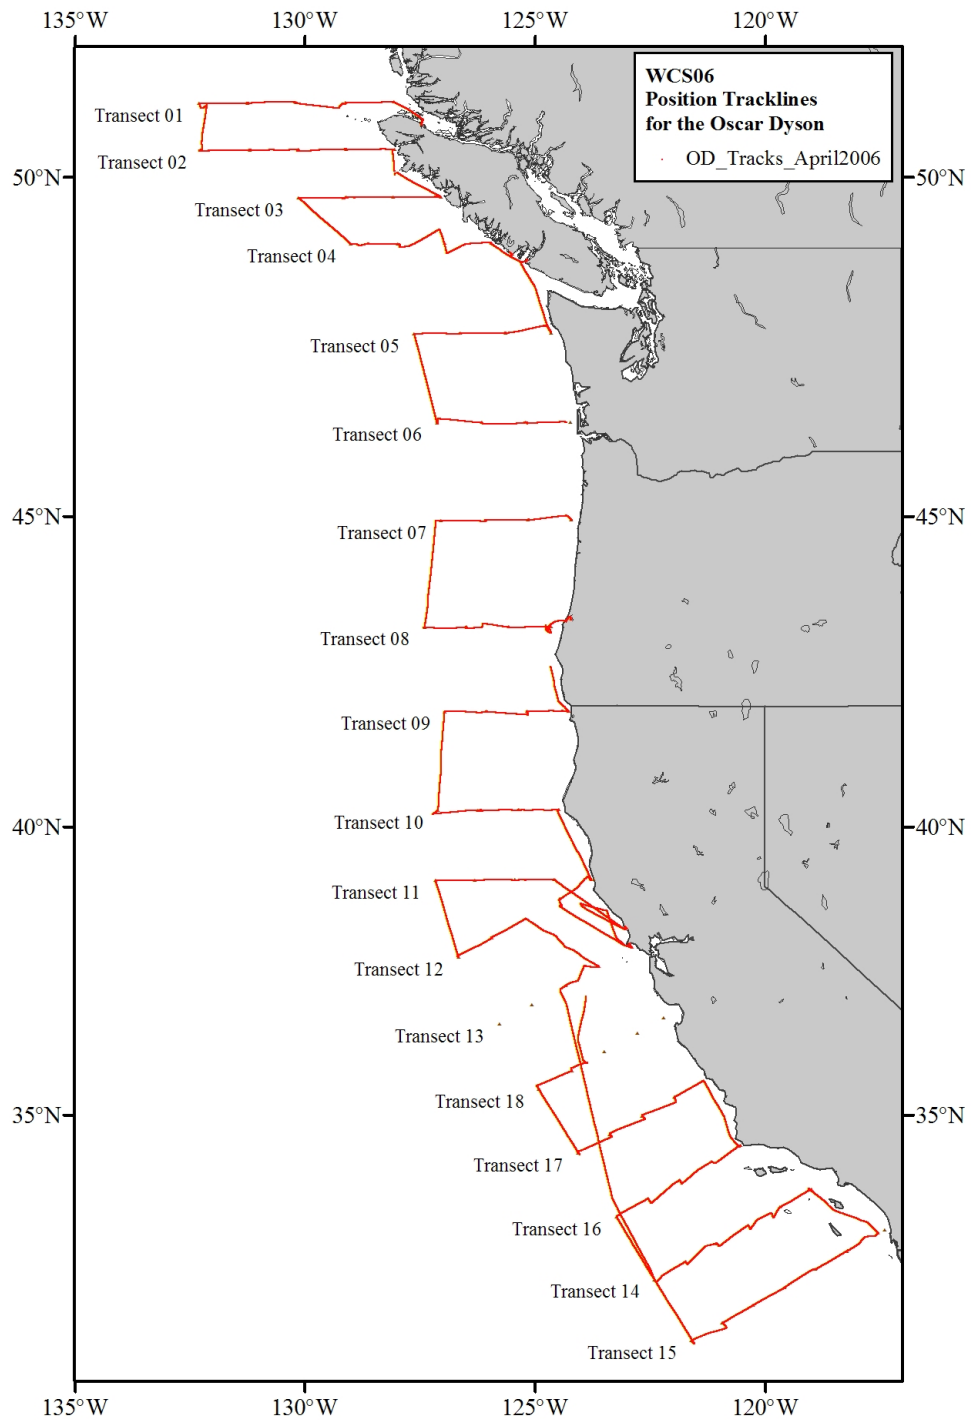 135°W 130°W 125°W 120°W
WCS06
Position Tracklines
for the Oscar Dyson
OD_Tracks_April2006
Transect 01
Transect 02
50°N 50°N
Transect 03
Transect 04
Transect 05
Transect 06
45°N 45°N
Transect 07
Transect 08
Transect 09
Transect 10
40°N 40°N
Transect 11
Transect 12
Transect 13
Transect 18
35°N 35°N
Transect 17
Transect 16
Transect 14
Transect 15
135°W 130°W 125°W 120°W